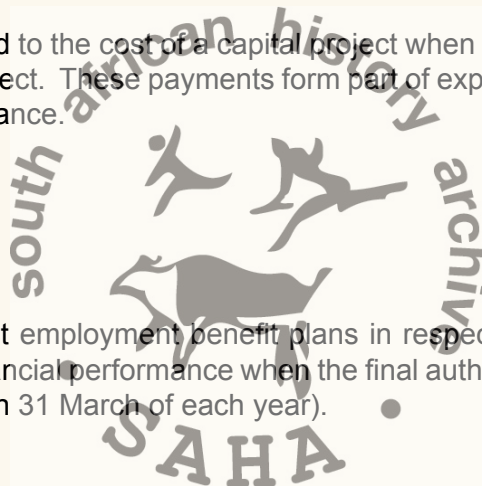 d to the cost of a capital project when
ect. These payments form part of exp
ance.
south african history archive
t employment benefit plans in respec
ncial performance when the final auth
n 31 March of each year).
• SAHA •